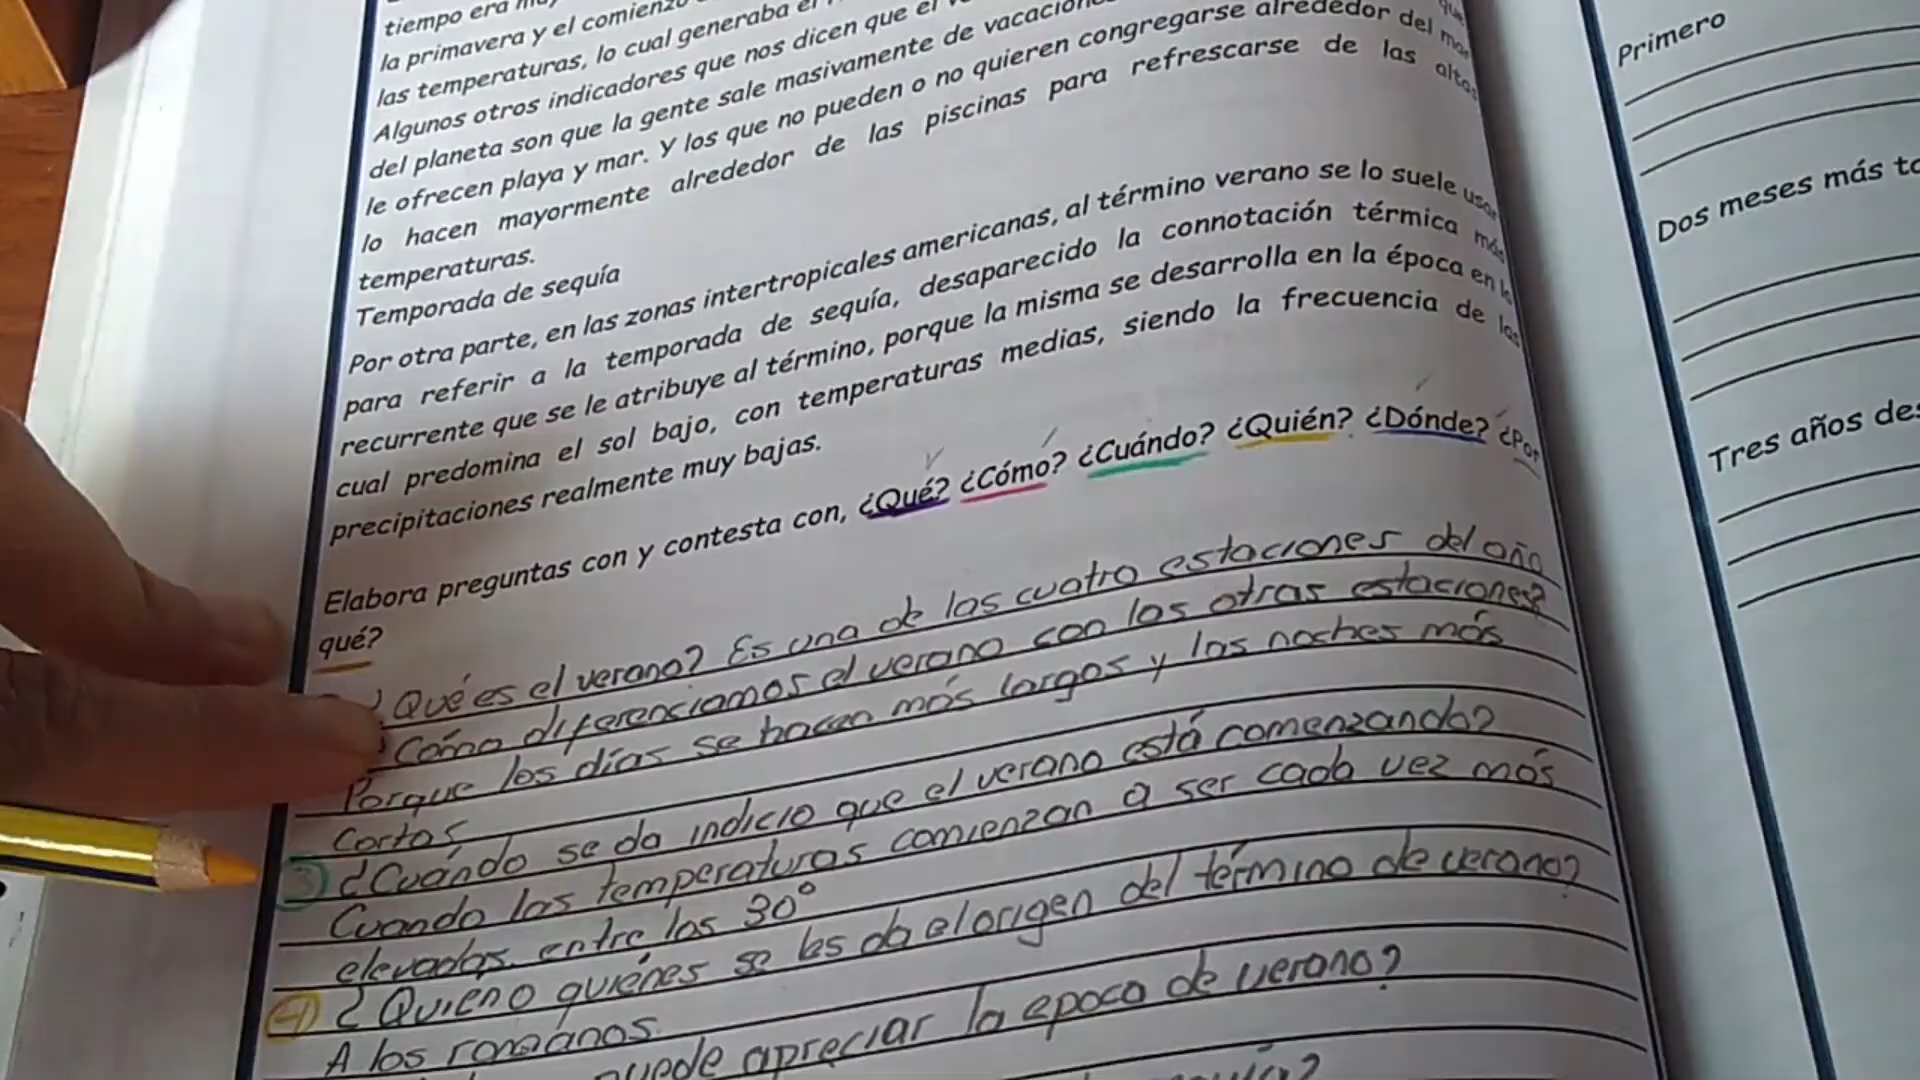 tiempo era
la primavera y el comienzo
las temperaturas, lo cual generaba el
Algunos otros indicadores que nos dicen que el
del planeta son que la gente sale masivamente de vacaciones
le ofrecen playa y mar. Y los que no pueden o no quieren congregarse alrededor del mar
lo hacen mayormente alrededor de las piscinas para refrescarse de las altas
temperaturas.
Temporada de sequía
Por otra parte, en las zonas intertropicales americanas, al término verano se lo suele usar
para referir a la temporada de sequía, desaparecido la connotación térmica más
recurrente que se le atribuye al término, porque la misma se desarrolla en la época en la
cual predomina el sol bajo, con temperaturas medias, siendo la frecuencia de las
precipitaciones realmente muy bajas.
Elabora preguntas con y contesta con, ¿Qué? ¿Cómo? ¿Cuándo? ¿Quién? ¿Dónde? ¿Por
qué?
¿Qué es el verano? Es una de las cuatro estaciones del año
Cómo diferenciamos el verano con las otras estaciones?
Porque los días se hacen más largos y las noches más
cortas
3) ¿Cuándo se da indicio que el verano está comenzando?
Cuando las temperaturas comienzan a ser cada vez más
elevadas entre los 30°
4) ¿Quién o quiénes se les da el origen del término de verano?
A los romanos.
puede apreciar la epoca de verano?
Primero
Dos meses más
Tres años